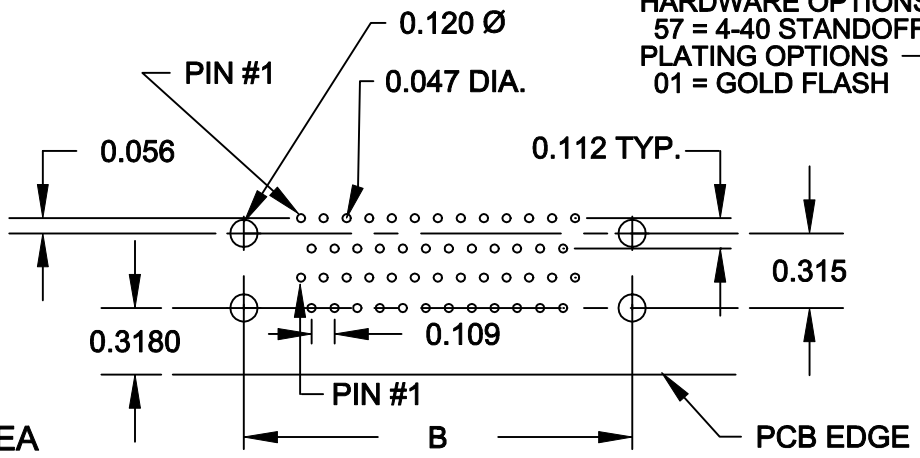 HARDWARE OPTIONS
57 = 4-40 STANDOFF
PLATING OPTIONS
01 = GOLD FLASH
0.120 Ø
PIN #1
0.047 DIA.
0.056
0.112 TYP.
0.315
0.3180
0.109
PIN #1
EA
B
PCB EDGE